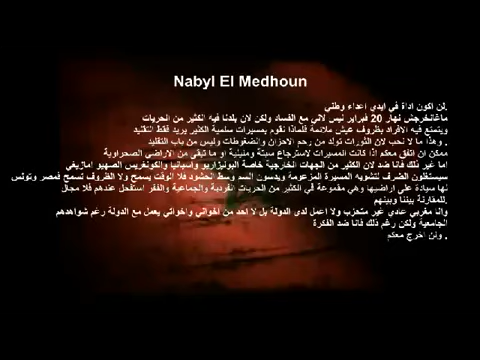 Nabyl El Medhoun
لن اكون اداة في ايدي اعداء وطني.
ماغانخرجش نهار 20 فبراير ليس لاني مع الفساد ولكن لان بلدنا فيه الكثير من الحريات
ويتمتع فيه الافراد بظروف عيش ملائمة فلماذا نقوم بمسيرات سلمية الكثير يريد فقط التقليد
وهذا ما لا نحب لان الثورات تولد من رحم الاحزان والضغوطات وليس من باب التقليد .
ممكن ان اتفق معكم اذا كانت المسيرات لاسترجاع سبتة ومليلية او ما تبقى من الاراضي الصحراوية
اما غير ذلك فانا ضد لان الكثير من الجهات الخارجية خاصة البوليزاريو واسبانيا والكونغريس الصهيو امازيغي
سيستغلون الضرف لتشويه المسيرة المزعومة ويدسون السم وسط الحشود فلا الوقت يسمح ولا الظروف تسمح فمصر وتونس
لها سيادة على اراضيها وهي مقموعة في الكثير من الحريات الفردية والجماعية والفقر استفحل عندهم فلا مجال
للمقارنة بيننا وبينهم.
وانا مغربي عادي غير متحزب ولا اعمل لدى الدولة بل لا احد من اخواني واخواتي يعمل مع الدولة رغم شواهدهم
الجامعية ولكن رغم ذلك فانا ضد الفكرة
ولن اخرج معكم .